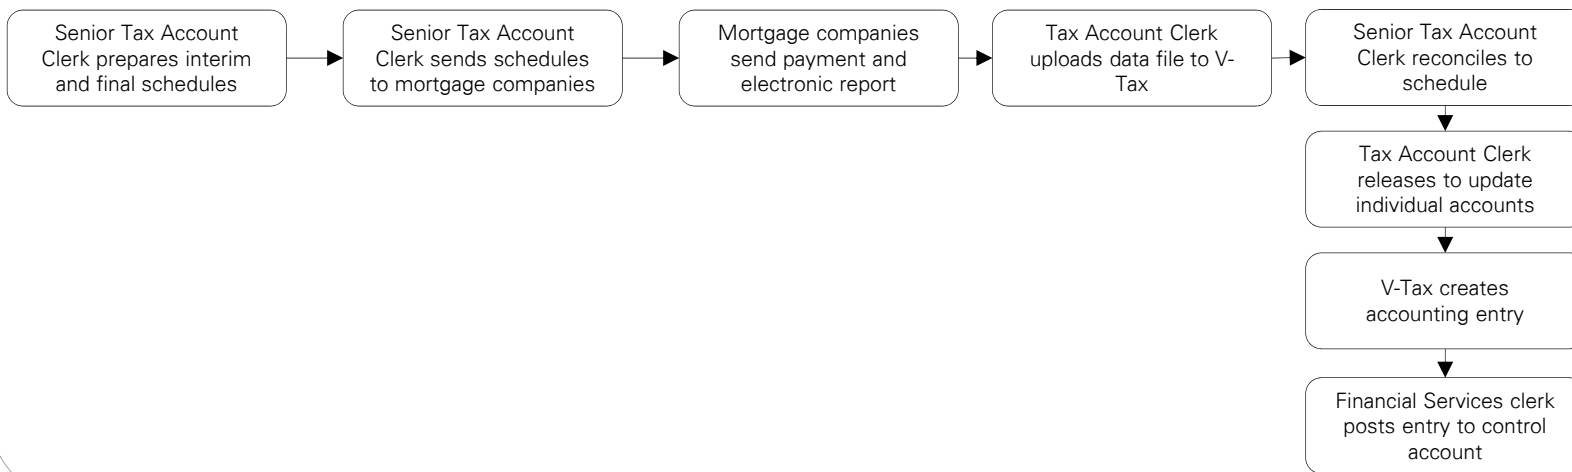 Senior Tax Account
Clerk prepares interim
and final schedules
Senior Tax Account
Clerk sends schedules
to mortgage companies
Mortgage companies
send payment and
electronic report
Tax Account Clerk
uploads data file to V-
Tax
Senior Tax Account
Clerk reconciles to
schedule
Tax Account Clerk
releases to update
individual accounts
V-Tax creates
accounting entry
Financial Services clerk
posts entry to control
account